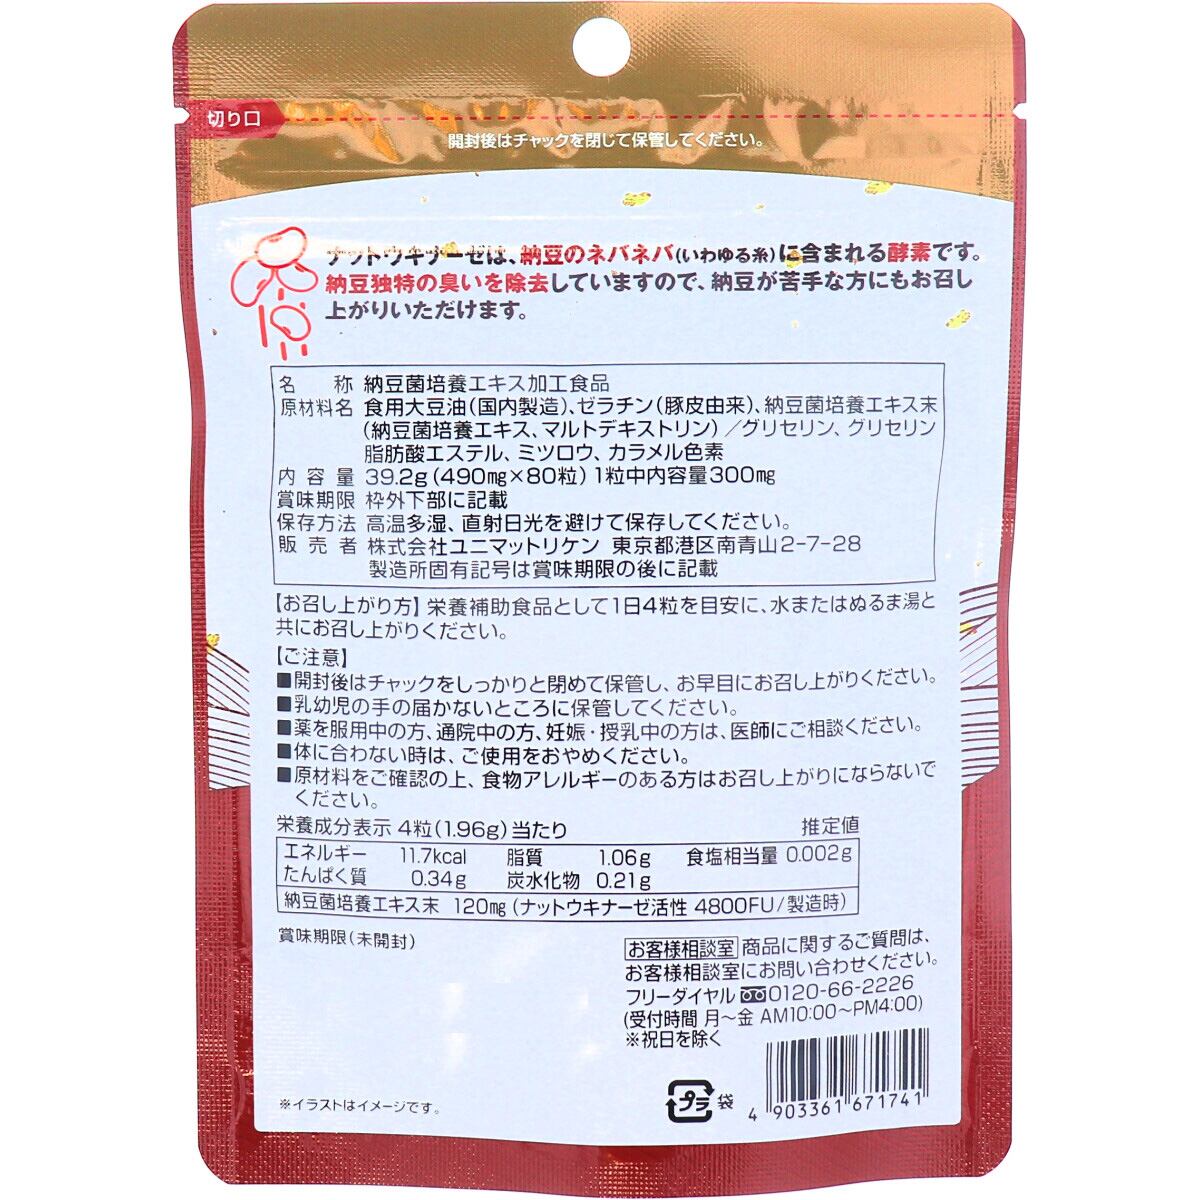 切り口
開封後はチャックを閉じて保管してください。
ナットウキナーゼは、納豆のネバネバ(いわゆる糸)に含まれる酵素です。
納豆独特の臭いを除去していますので、納豆が苦手な方にもお召し
上がりいただけます。
名　　称 納豆菌培養エキス加工食品
原材料名 食用大豆油(国内製造)、ゼラチン(豚皮由来)、納豆菌培養エキス末
(納豆菌培養エキス、マルトデキストリン)／グリセリン、グリセリン
脂肪酸エステル、ミツロウ、カラメル色素
内 容 量 39.2g(490㎎×80粒)1粒中内容量300㎎
賞味期限 枠外下部に記載
保存方法 高温多湿、直射日光を避けて保存してください。
販 売 者 株式会社ユニマットリケン 東京都港区南青山2-7-28
製造所固有記号は賞味期限の後に記載
【お召し上がり方】栄養補助食品として1日4粒を目安に、水またはぬるま湯と
共にお召し上がりください。
【ご注意】
■開封後はチャックをしっかりと閉めて保管し、お早目にお召し上がりください。
■乳幼児の手の届かないところに保管してください。
■薬を服用中の方、通院中の方、妊娠・授乳中の方は、医師にご相談ください。
■体に合わない時は、ご使用をおやめください。
■原材料をご確認の上、食物アレルギーのある方はお召し上がりにならないで
ください。
栄養成分表示 4粒(1.96g)当たり 推定値
エネルギー 11.7kcal 脂質 1.06g 食塩相当量 0.002g
たんぱく質 0.34g 炭水化物 0.21g
納豆菌培養エキス末 120㎎(ナットウキナーゼ活性 4800FU/製造時)
賞味期限(未開封)
お客様相談室 商品に関するご質問は、
お客様相談室にお問い合わせください。
フリーダイヤル 0120-66-2226
(受付時間 月〜金 AM10:00〜PM4:00)
※祝日を除く
※イラストはイメージです。
プラ 袋
4 903361 671741